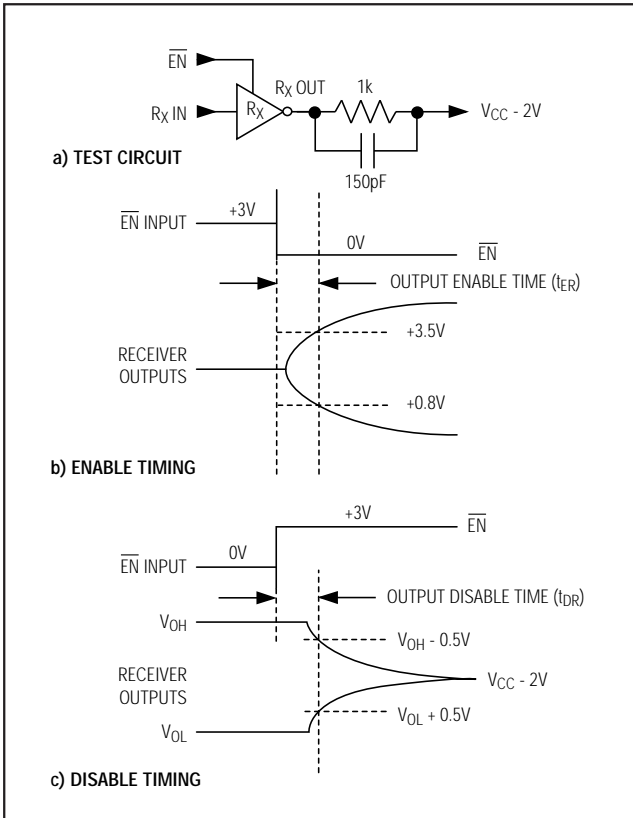 EN
RX OUT
1k
RX IN
RX
VCC - 2V
150pF
a) TEST CIRCUIT
+3V
EN INPUT
0V
EN
OUTPUT ENABLE TIME (tER)
+3.5V
RECEIVER
OUTPUTS
+0.8V
b) ENABLE TIMING
+3V
EN
0V
EN INPUT
OUTPUT DISABLE TIME (tDR)
VOH
VOH - 0.5V
RECEIVER
OUTPUTS
VCC - 2V
VOL + 0.5V
VOL
c) DISABLE TIMING